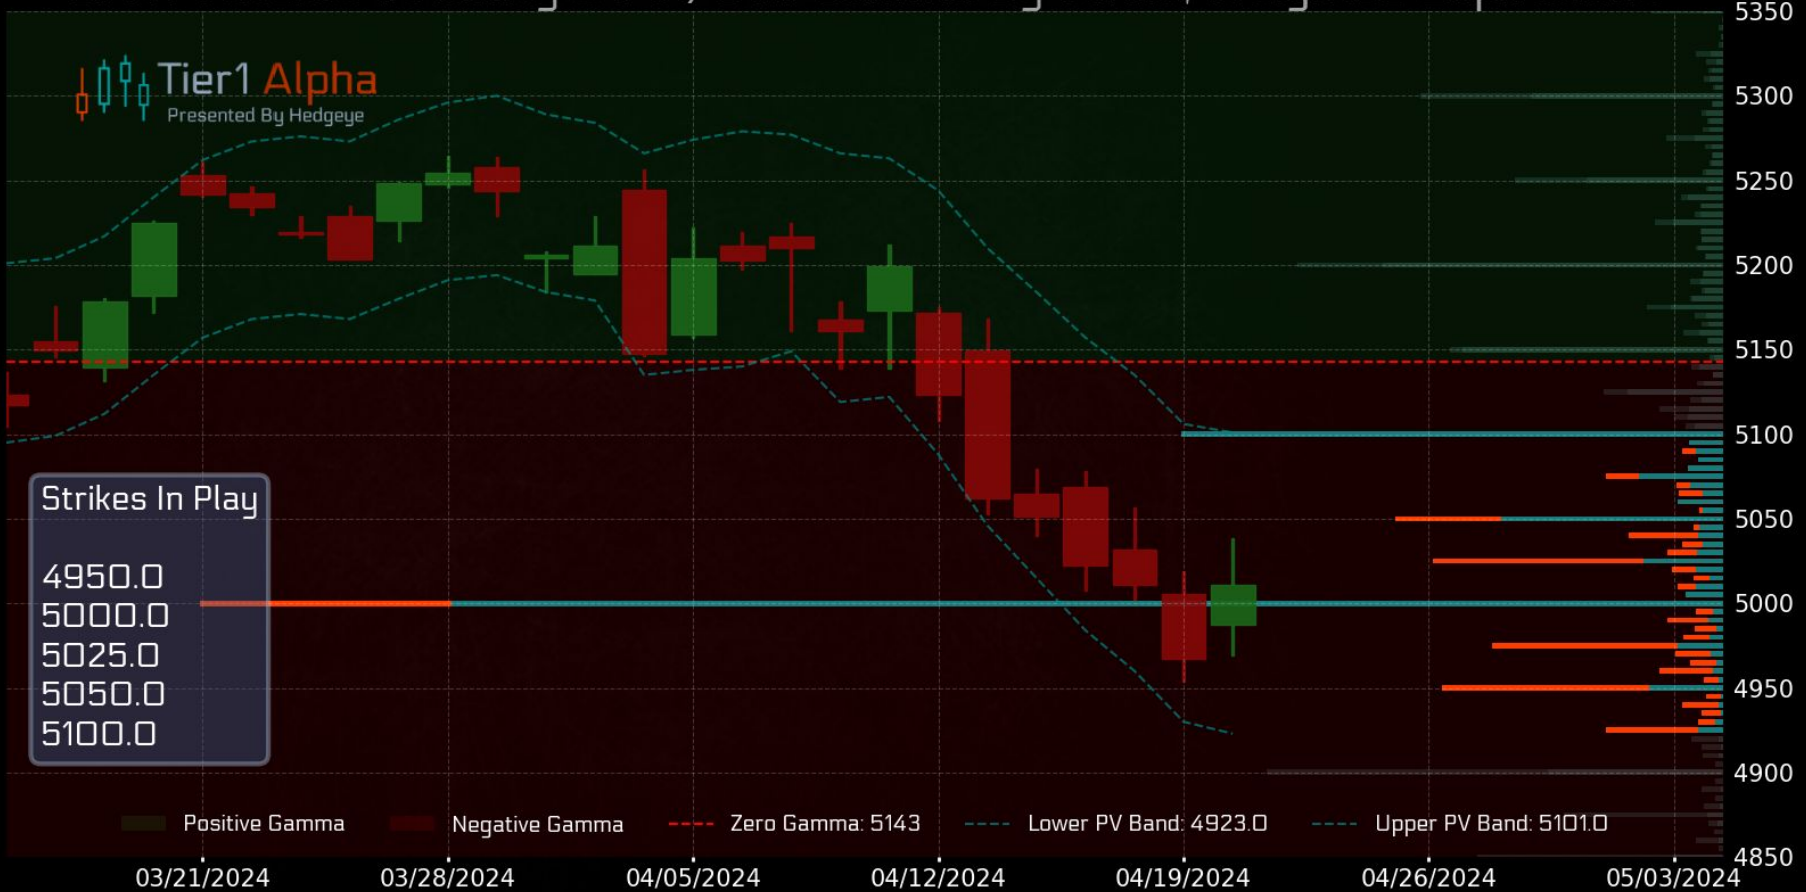 5350
Tier1 Alpha
Presented By Hedgeye
5300
5250
5200
5150
5100
Strikes In Play
4950.0
5000.0
5025.0
5050.0
5100.0
5050
5000
4950
4900
Positive Gamma
Negative Gamma
Zero Gamma: 5143
Lower PV Band: 4923.0
Upper PV Band: 5101.0
4850
03/21/2024
03/28/2024
04/05/2024
04/12/2024
04/19/2024
04/26/2024
05/03/2024